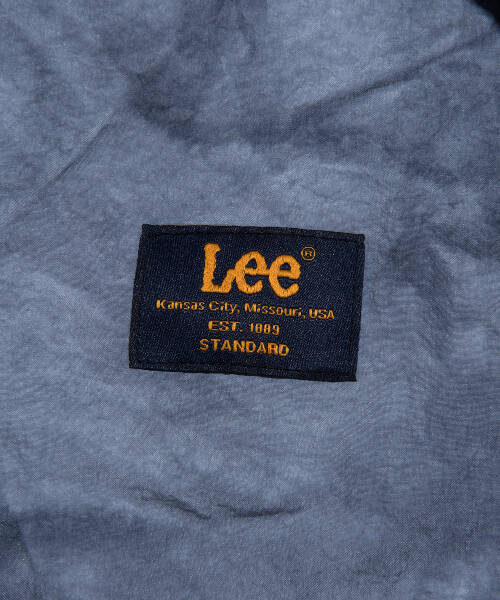 Lee®
Kansas City, Missouri, USA
EST. 1889
STANDARD